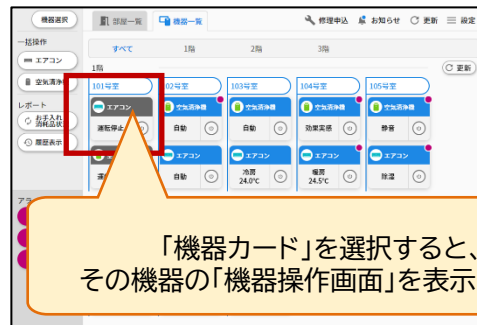 機器選択
部屋一覧
機器一覧
修理申込
お知らせ
更新
設定
一括操作
エアコン
空気清浄
レポート
お手入れ
消耗品状
履歴表示
すべて
1階
2階
3階
更新
1階
101号室
02号室
103号室
104号室
105号室
エアコン
空気清浄機
空気清浄機
空気清浄機
空気清浄機
運転停止
自動
自動
効果実感
静音
エアコン
エアコン
エアコン
エアコン
自動
冷房
24.0℃
暖房
24.5℃
除湿
「機器カード」を選択すると、
その機器の「機器操作画面」を表示